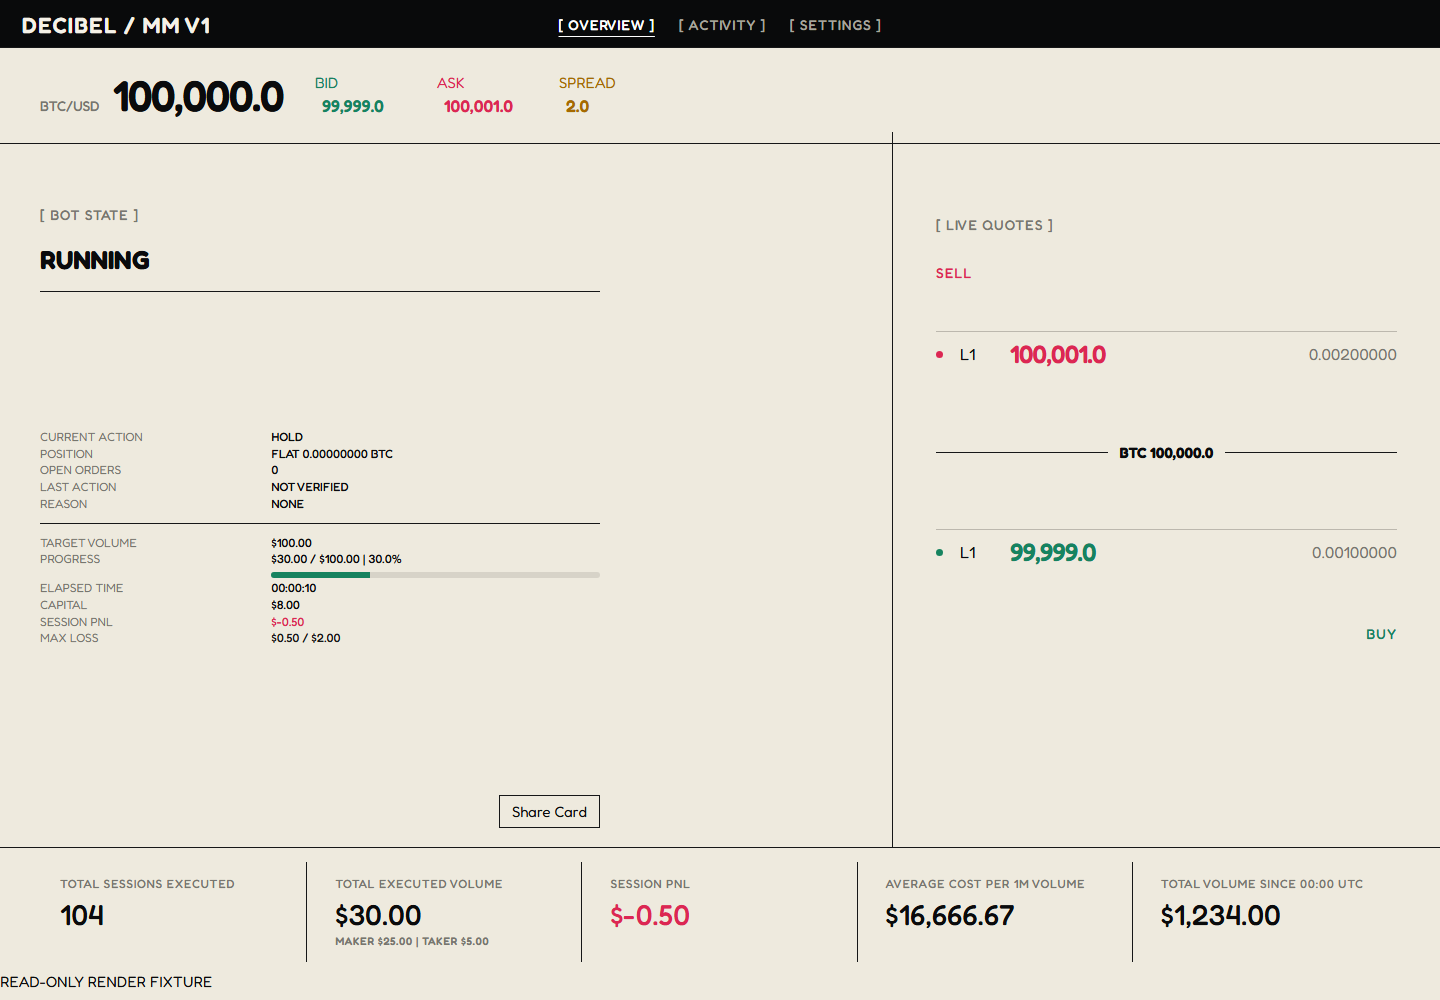 DECIBEL / MM V1
[ OVERVIEW ] [ ACTIVITY ] [ SETTINGS ]
BTC/USD 100,000.0
BID ASK SPREAD
99,999.0 100,001.0 2.0
[ BOT STATE ]
RUNNING
CURRENT ACTION HOLD
POSITION FLAT 0.00000000 BTC
OPEN ORDERS 0
LAST ACTION NOT VERIFIED
REASON NONE
TARGET VOLUME $100.00
PROGRESS $30.00 / $100.00 | 30.0%
ELAPSED TIME 00:00:10
CAPITAL $8.00
SESSION PNL $-0.50
MAX LOSS $0.50 / $2.00
Share Card
[ LIVE QUOTES ]
SELL
L1 100,001.0 0.00200000
BTC 100,000.0
L1 99,999.0 0.00100000
BUY
TOTAL SESSIONS EXECUTED
104
TOTAL EXECUTED VOLUME
$30.00
MAKER $25.00 | TAKER $5.00
SESSION PNL
$-0.50
AVERAGE COST PER 1M VOLUME
$16,666.67
TOTAL VOLUME SINCE 00:00 UTC
$1,234.00
READ-ONLY RENDER FIXTURE